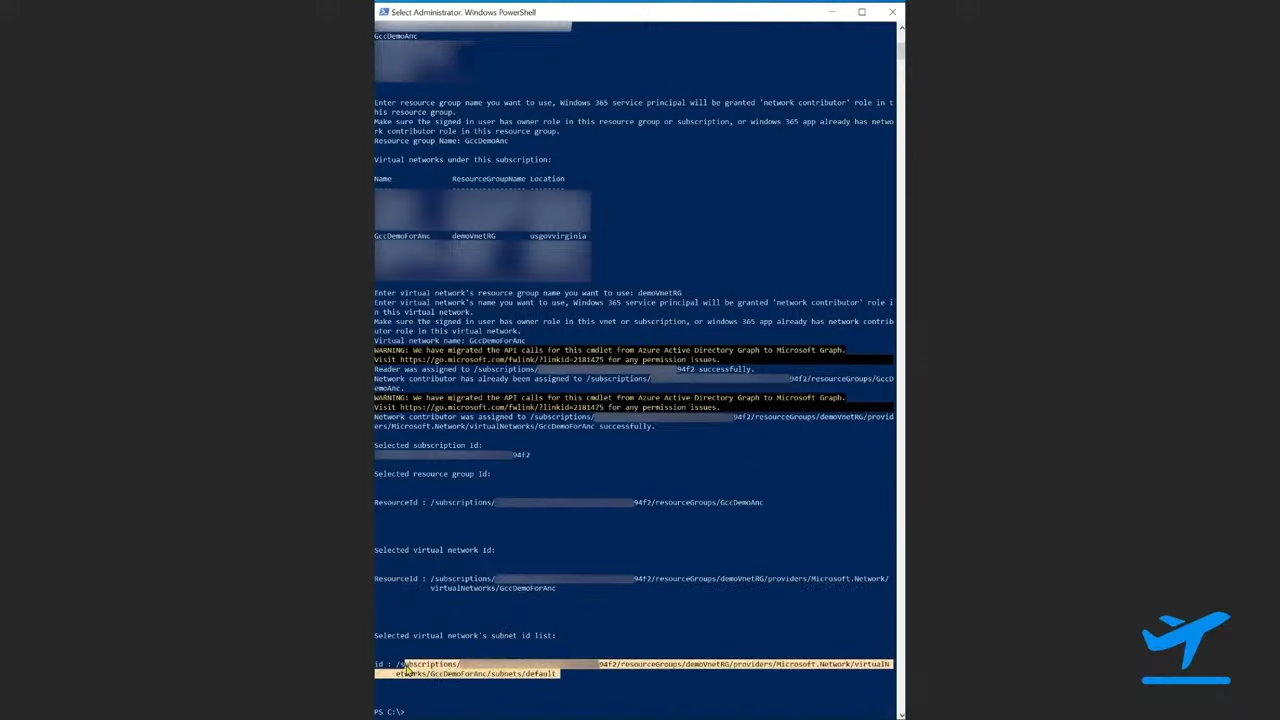 Select Administrator: Windows PowerShell
GccDemoAnc
Enter resource group name you want to use, Windows 365 service principal will be granted 'network contributor' role in t
his resource group.
Make sure the signed in user has owner role in this resource group or subscription, or windows 365 app already has netwo
rk contributor role in this resource group.
Resource group Name: GccDemoAnc
Virtual networks under this subscription:
Name ResourceGroupName Location
GccDemoForAnc demoVnetRG usgovvirginia
Enter virtual network's resource group name you want to use: demoVnetRG
Enter virtual network's name you want to use, Windows 365 service principal will be granted 'network contributor' role i
n this virtual network.
Make sure the signed in user has owner role in this vnet or subscription, or windows 365 app already has network contrib
utor role in this virtual network.
Virtual network name: GccDemoForAnc
WARNING: We have migrated the API calls for this cmdlet from Azure Active Directory Graph to Microsoft Graph.
Visit https://go.microsoft.com/fwlink/?linkid=2181475 for any permission issues.
Reader was assigned to /subscriptions/ 94f2 successfully.
Network contributor has already been assigned to /subscriptions/ 94f2/resourceGroups/GccD
emoAnc.
WARNING: We have migrated the API calls for this cmdlet from Azure Active Directory Graph to Microsoft Graph.
Visit https://go.microsoft.com/fwlink/?linkid=2181475 for any permission issues.
Network contributor was assigned to /subscriptions/ 94f2/resourceGroups/demoVnetRG/provid
ers/Microsoft.Network/virtualNetworks/GccDemoForAnc successfully.
Selected subscription Id:
94f2
Selected resource group Id:
ResourceId : /subscriptions/ 94f2/resourceGroups/GccDemoAnc
Selected virtual network Id:
ResourceId : /subscriptions/ 94f2/resourceGroups/demoVnetRG/providers/Microsoft.Network/
virtualNetworks/GccDemoForAnc
Selected virtual network's subnet id list:
id : /subscriptions/ 94f2/resourceGroups/demoVnetRG/providers/Microsoft.Network/virtualN
etworks/GccDemoForAnc/subnets/default
PS C:\>